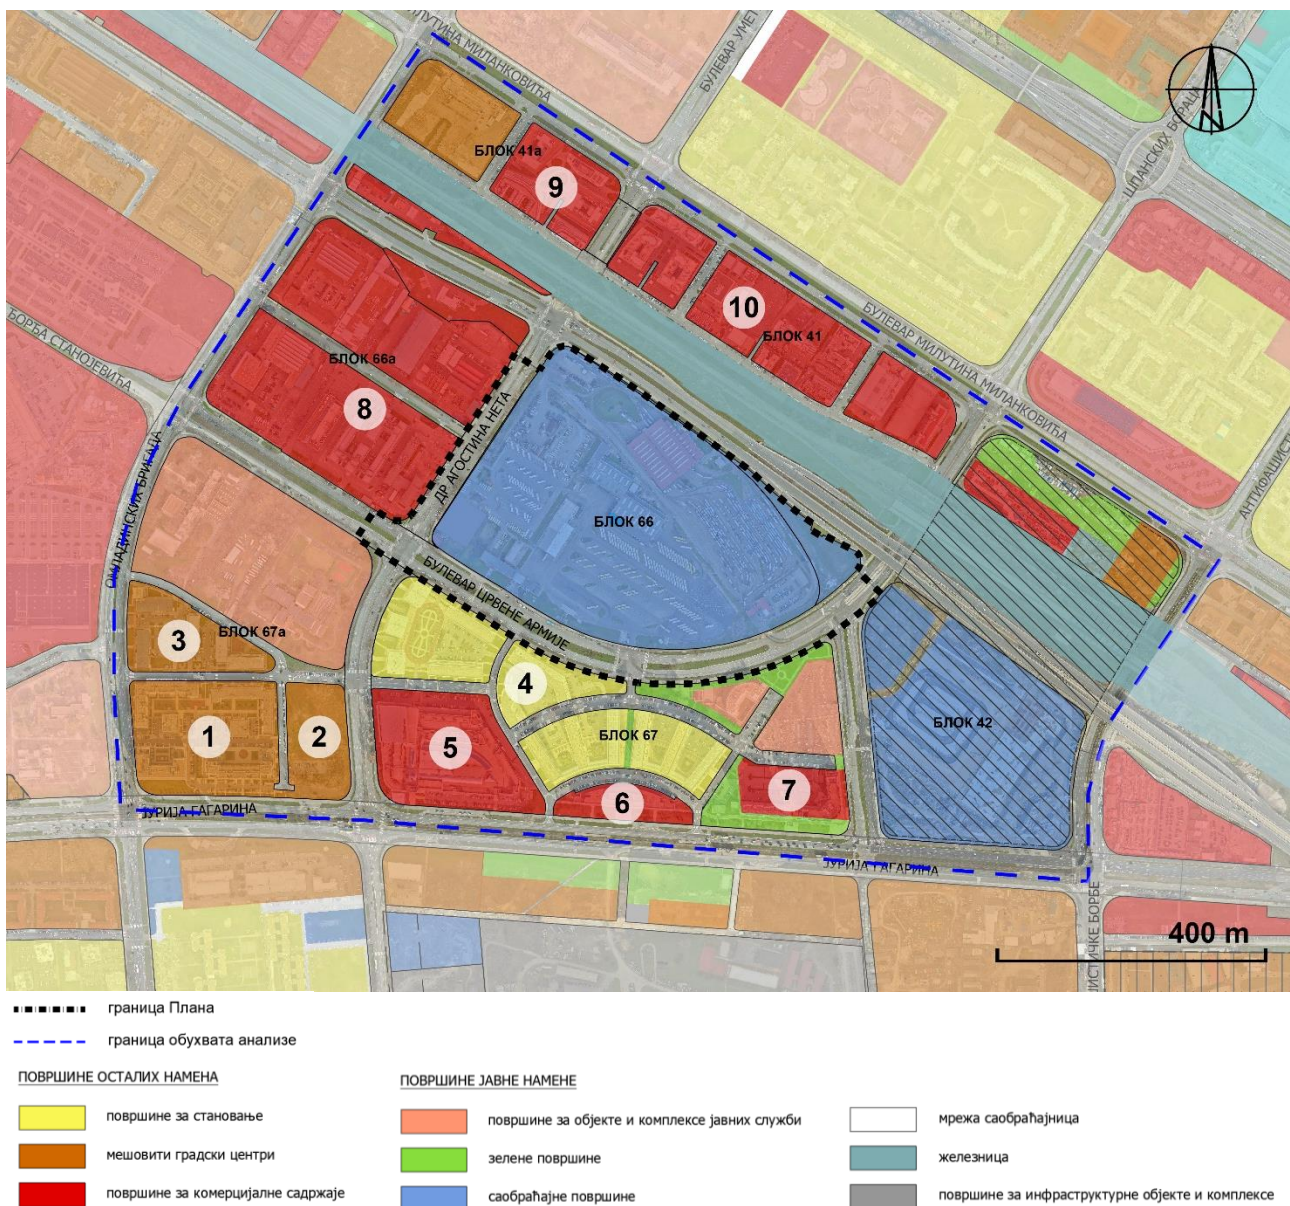 ЛУТИНА МИЛАНКОВИЋА
БУЛЕВАР УМЕТ
ШПАНСКИХ БОРАЦА
N
БЛОК 41а
9
10
БЛОК 41
БУЛЕВАР МИЛУТИНА МИЛАНКОВИЋА
ЂОРЂА СТАНОЈЕВИЋА
БЛОК 66а
8
ДР АГОСТИНА НЕТА
ОМЛАДИНСКИХ БРИГАДА
АНТИФАШИСТ
БЛОК 66
БУЛЕВАР ЦРВЕНЕ АРМИЈЕ
3
БЛОК 67а
4
1
2
5
БЛОК 67
БЛОК 42
6
7
ЈУРИЈА ГАГАРИНА
ЈУРИЈА ГАГАРИНА
ИСТИЧКЕ БОРБЕ
400 m
граница Плана
граница обухвата анализе
ПОВРШИНЕ ОСТАЛИХ НАМЕНА
површине за становање
мешовити градски центри
површине за комерцијалне садржаје
ПОВРШИНЕ ЈАВНЕ НАМЕНЕ
површине за објекте и комплексе јавних служби
зелене површине
саобраћајне површине
мрежа саобраћајница
железница
површине за инфраструктурне објекте и комплексе